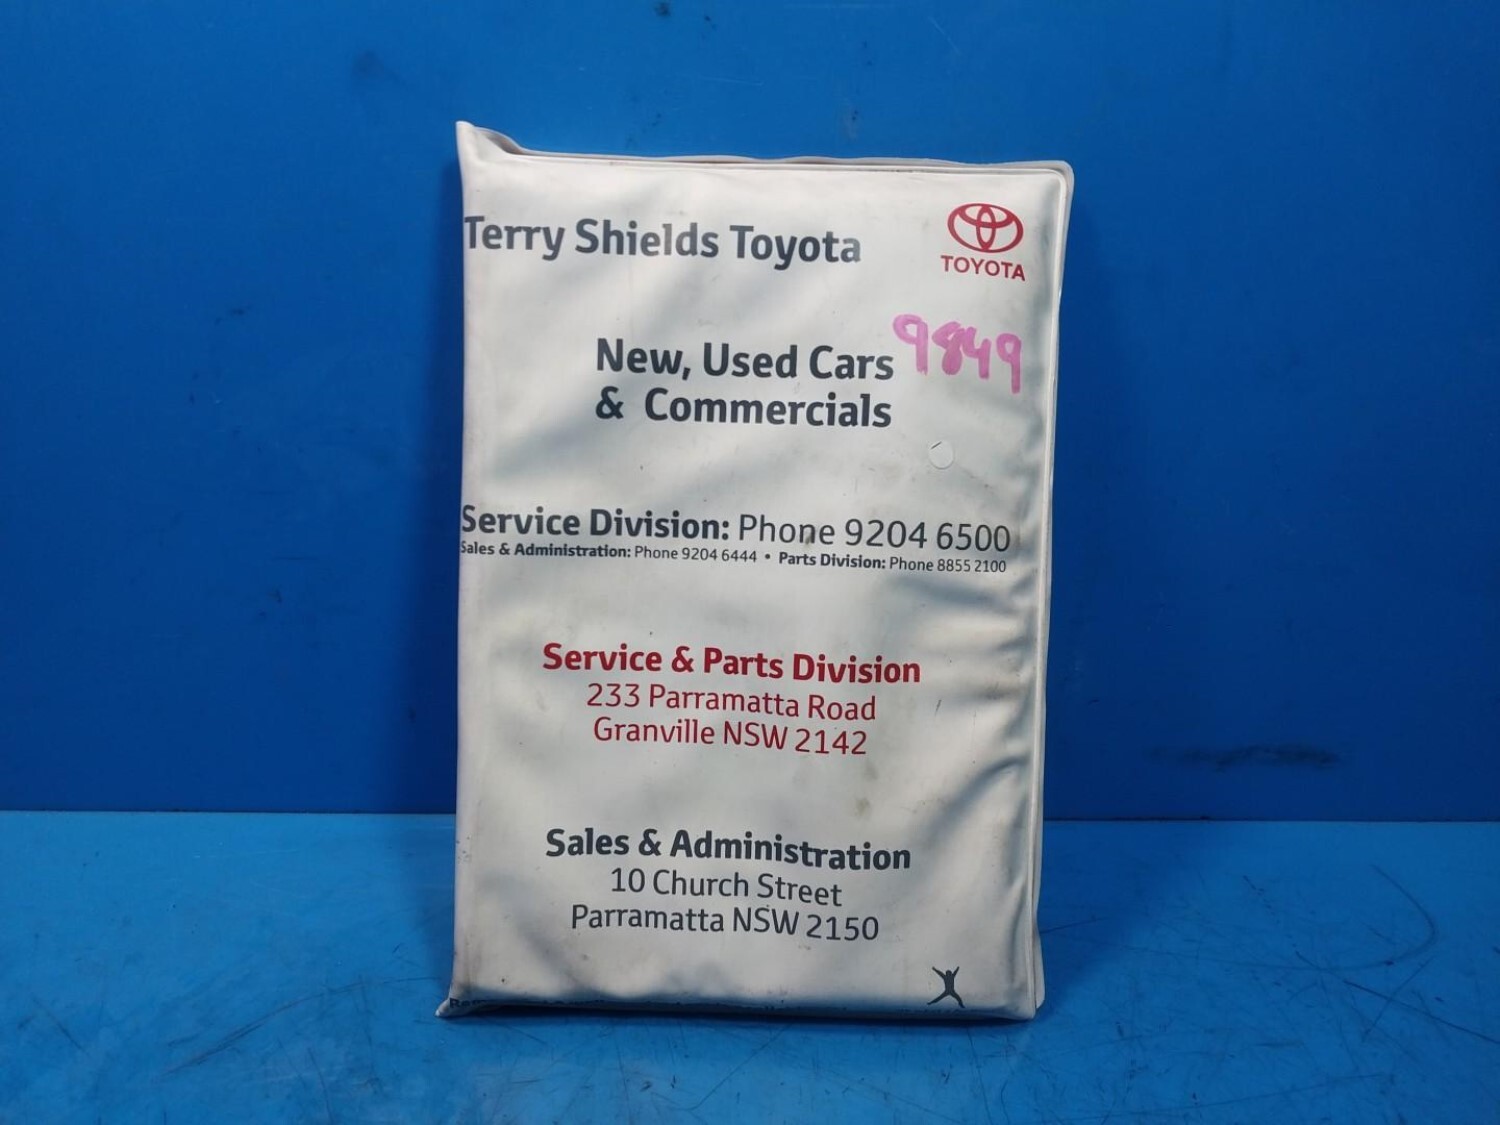 Terry Shields Toyota
TOYOTA
9849
New, Used Cars
& Commercials
Service Division: Phone 9204 6500
Sales & Administration: Phone 9204 6444 • Parts Division: Phone 8855 2100
Service & Parts Division
233 Parramatta Road
Granville NSW 2142
Sales & Administration
10 Church Street
Parramatta NSW 2150